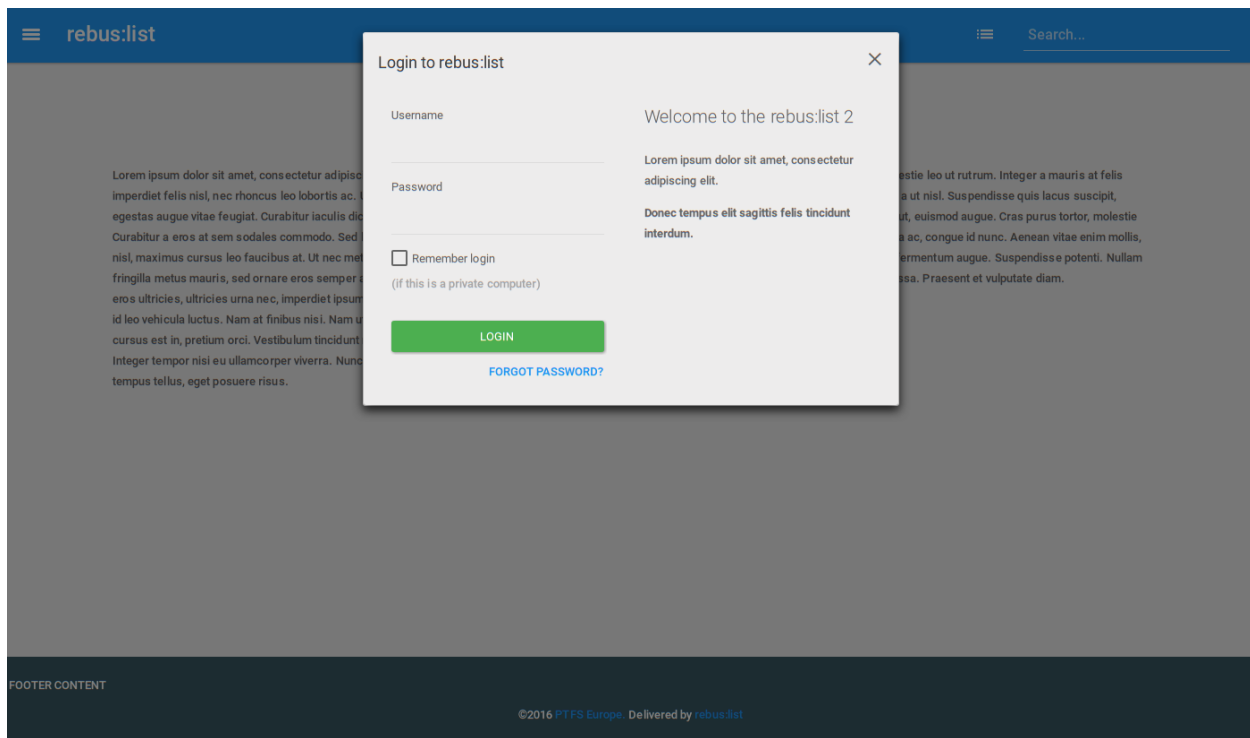 rebus:list
Search...
Login to rebus:list
Username
Password
Remember login
(if this is a private computer)
LOGIN
FORGOT PASSWORD?
Welcome to the rebus:list 2
Lorem ipsum dolor sit amet, consectetur
adipiscing elit.
Donec tempus elit sagittis felis tincidunt
interdum.
Lorem ipsum dolor sit amet, consectetur adipisc
imperdiet felis nisl, nec rhoncus leo lobortis ac.
egestas augue vitae feugiat. Curabitur iaculis dic
Curabitur a eros at sem sodales commodo. Sed
nisl, maximus cursus leo faucibus at. Ut nec met
fringilla metus mauris, sed ornare eros semper
eros ultricies, ultricies urna nec, imperdiet ipsum
id leo vehicula luctus. Nam at finibus nisi. Nam u
cursus est in, pretium orci. Vestibulum tincidunt
Integer tempor nisi eu ullamcorper viverra. Nunc
tempus tellus, eget posuere risus.
estie leo ut rutrum. Integer a mauris at felis
a ut nisl. Suspendisse quis lacus suscipit,
ut, euismod augue. Cras purus tortor, molestie
a ac, congue id nunc. Aenean vitae enim mollis,
ermentum augue. Suspendisse potenti. Nullam
ssa. Praesent et vulputate diam.
FOOTER CONTENT
©2016 PTFS Europe. Delivered by rebus:list